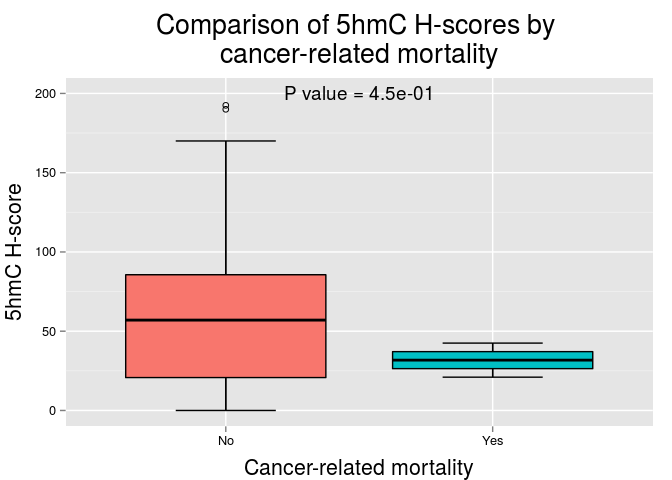 Comparison of 5hmC H-scores by
cancer-related mortality
P value = 4.5e-01
5hmC H-score
200
150
100
50
0
No
Yes
Cancer-related mortality